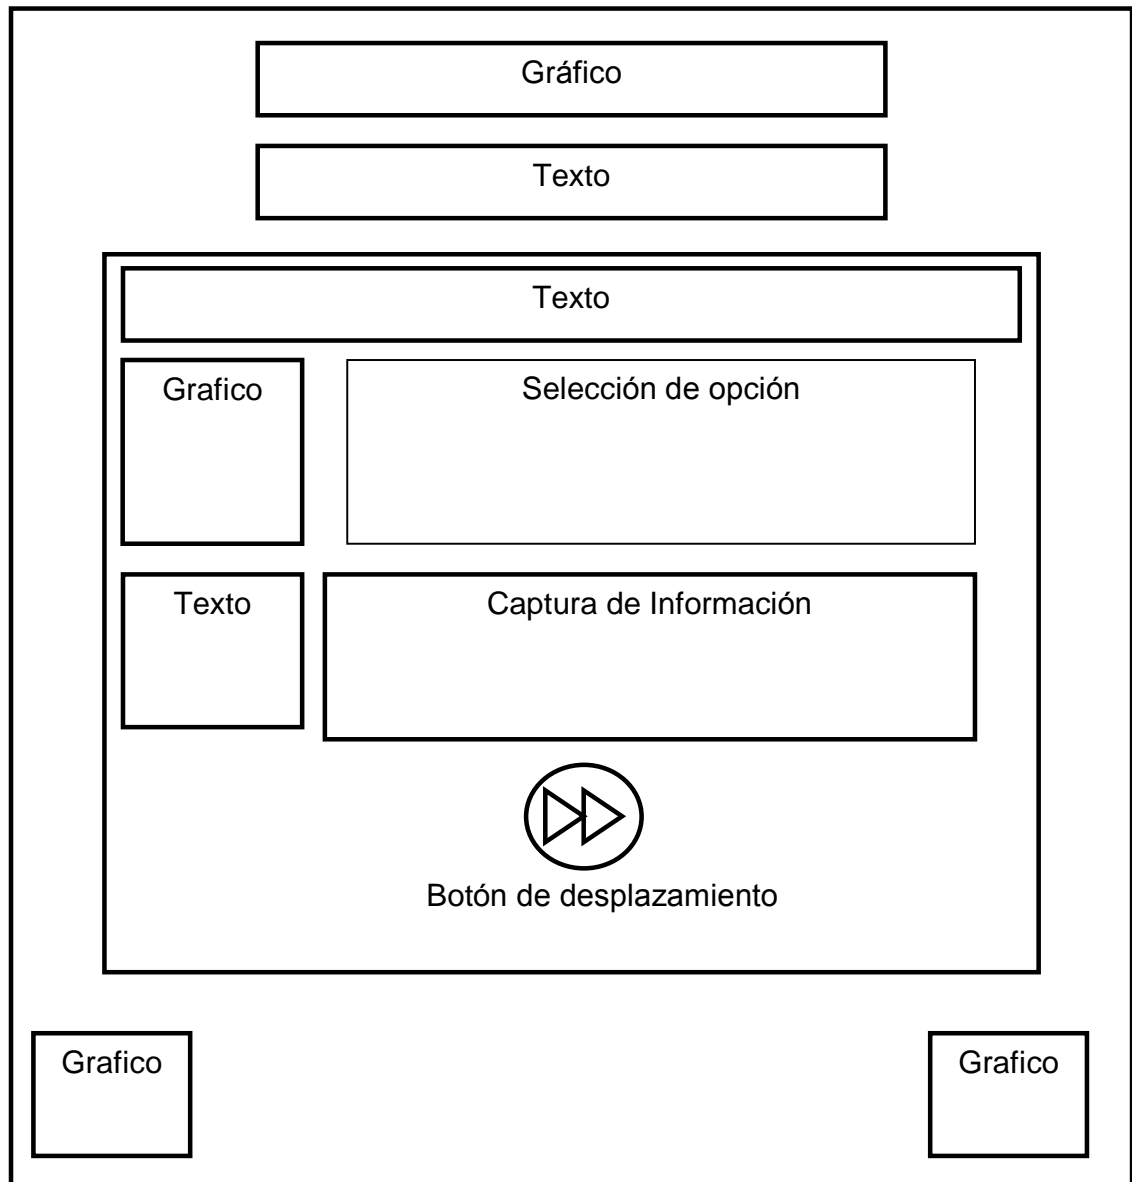 Gráfico
Texto
Texto
Grafico
Selección de opción
Texto
Captura de Información
Botón de desplazamiento
Grafico
Grafico